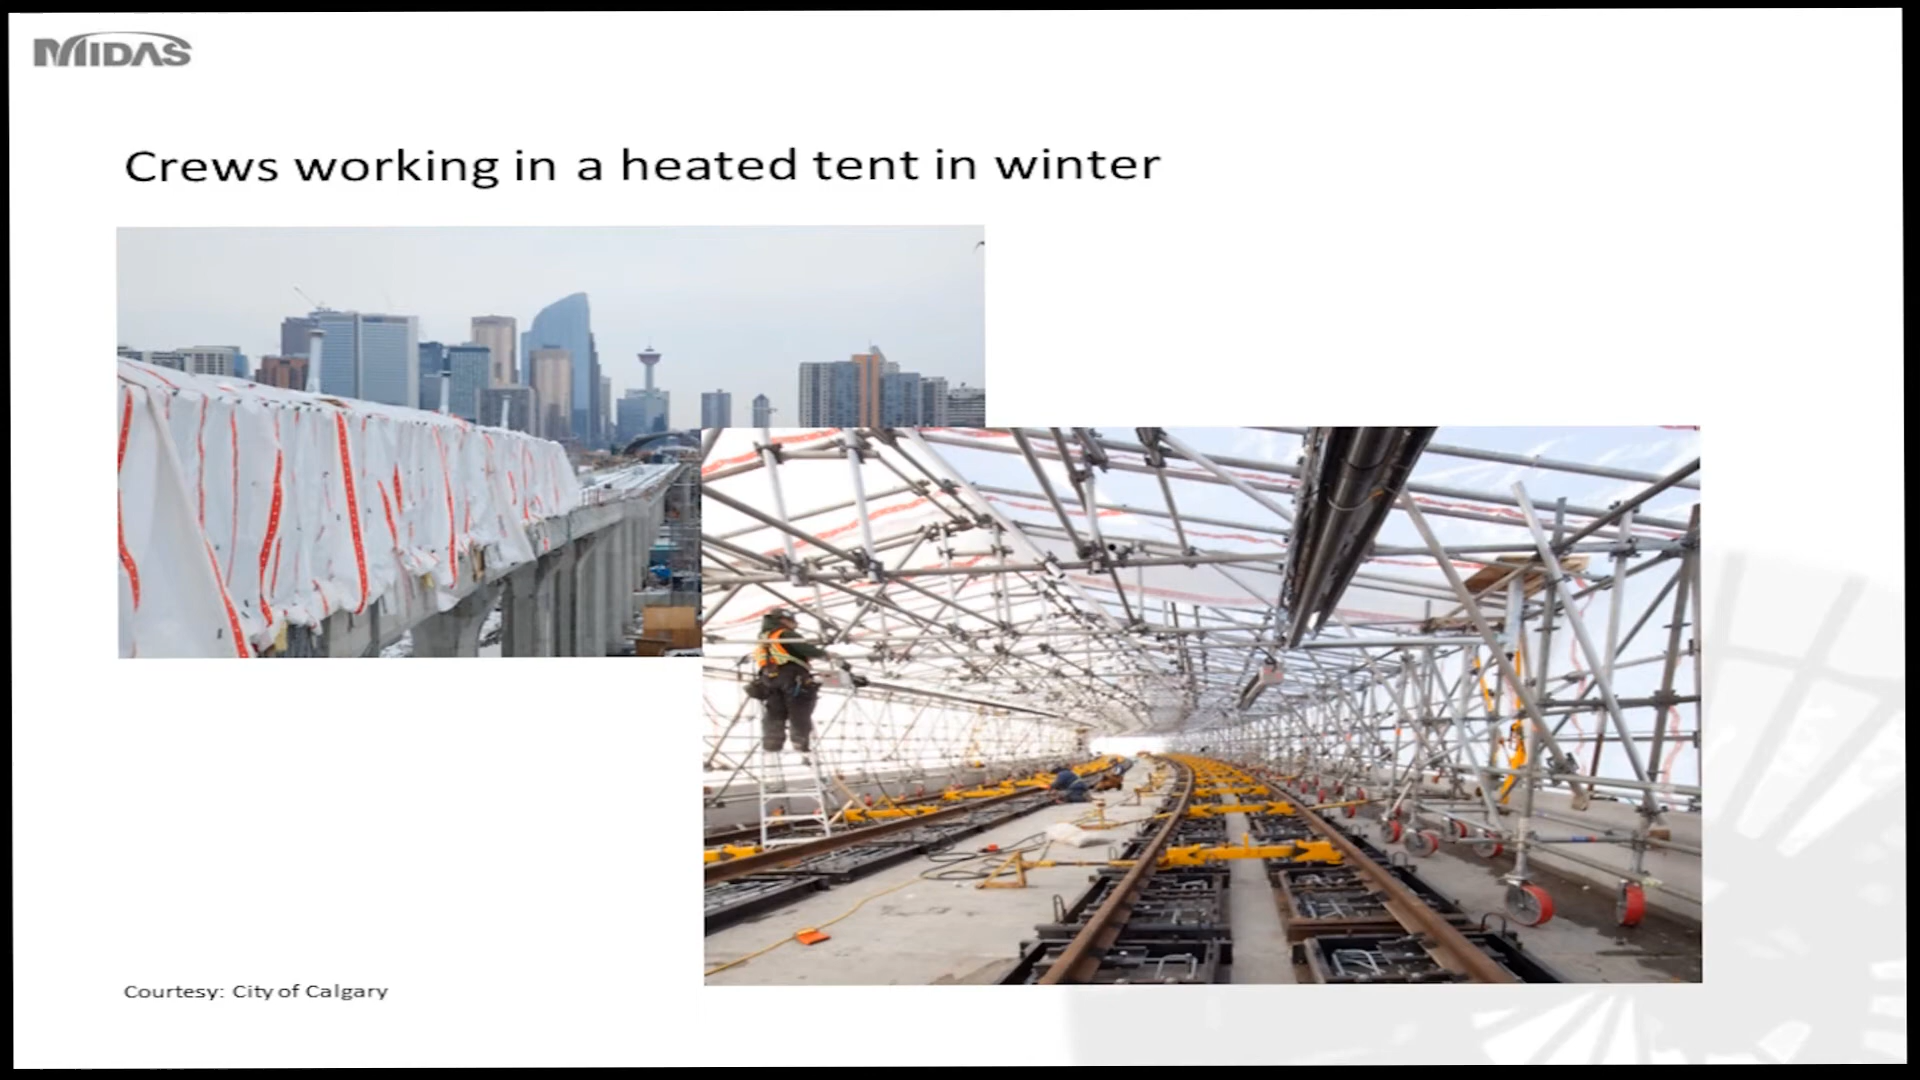 MIDAS
Crews working in a heated tent in winter
Courtesy: City of Calgary